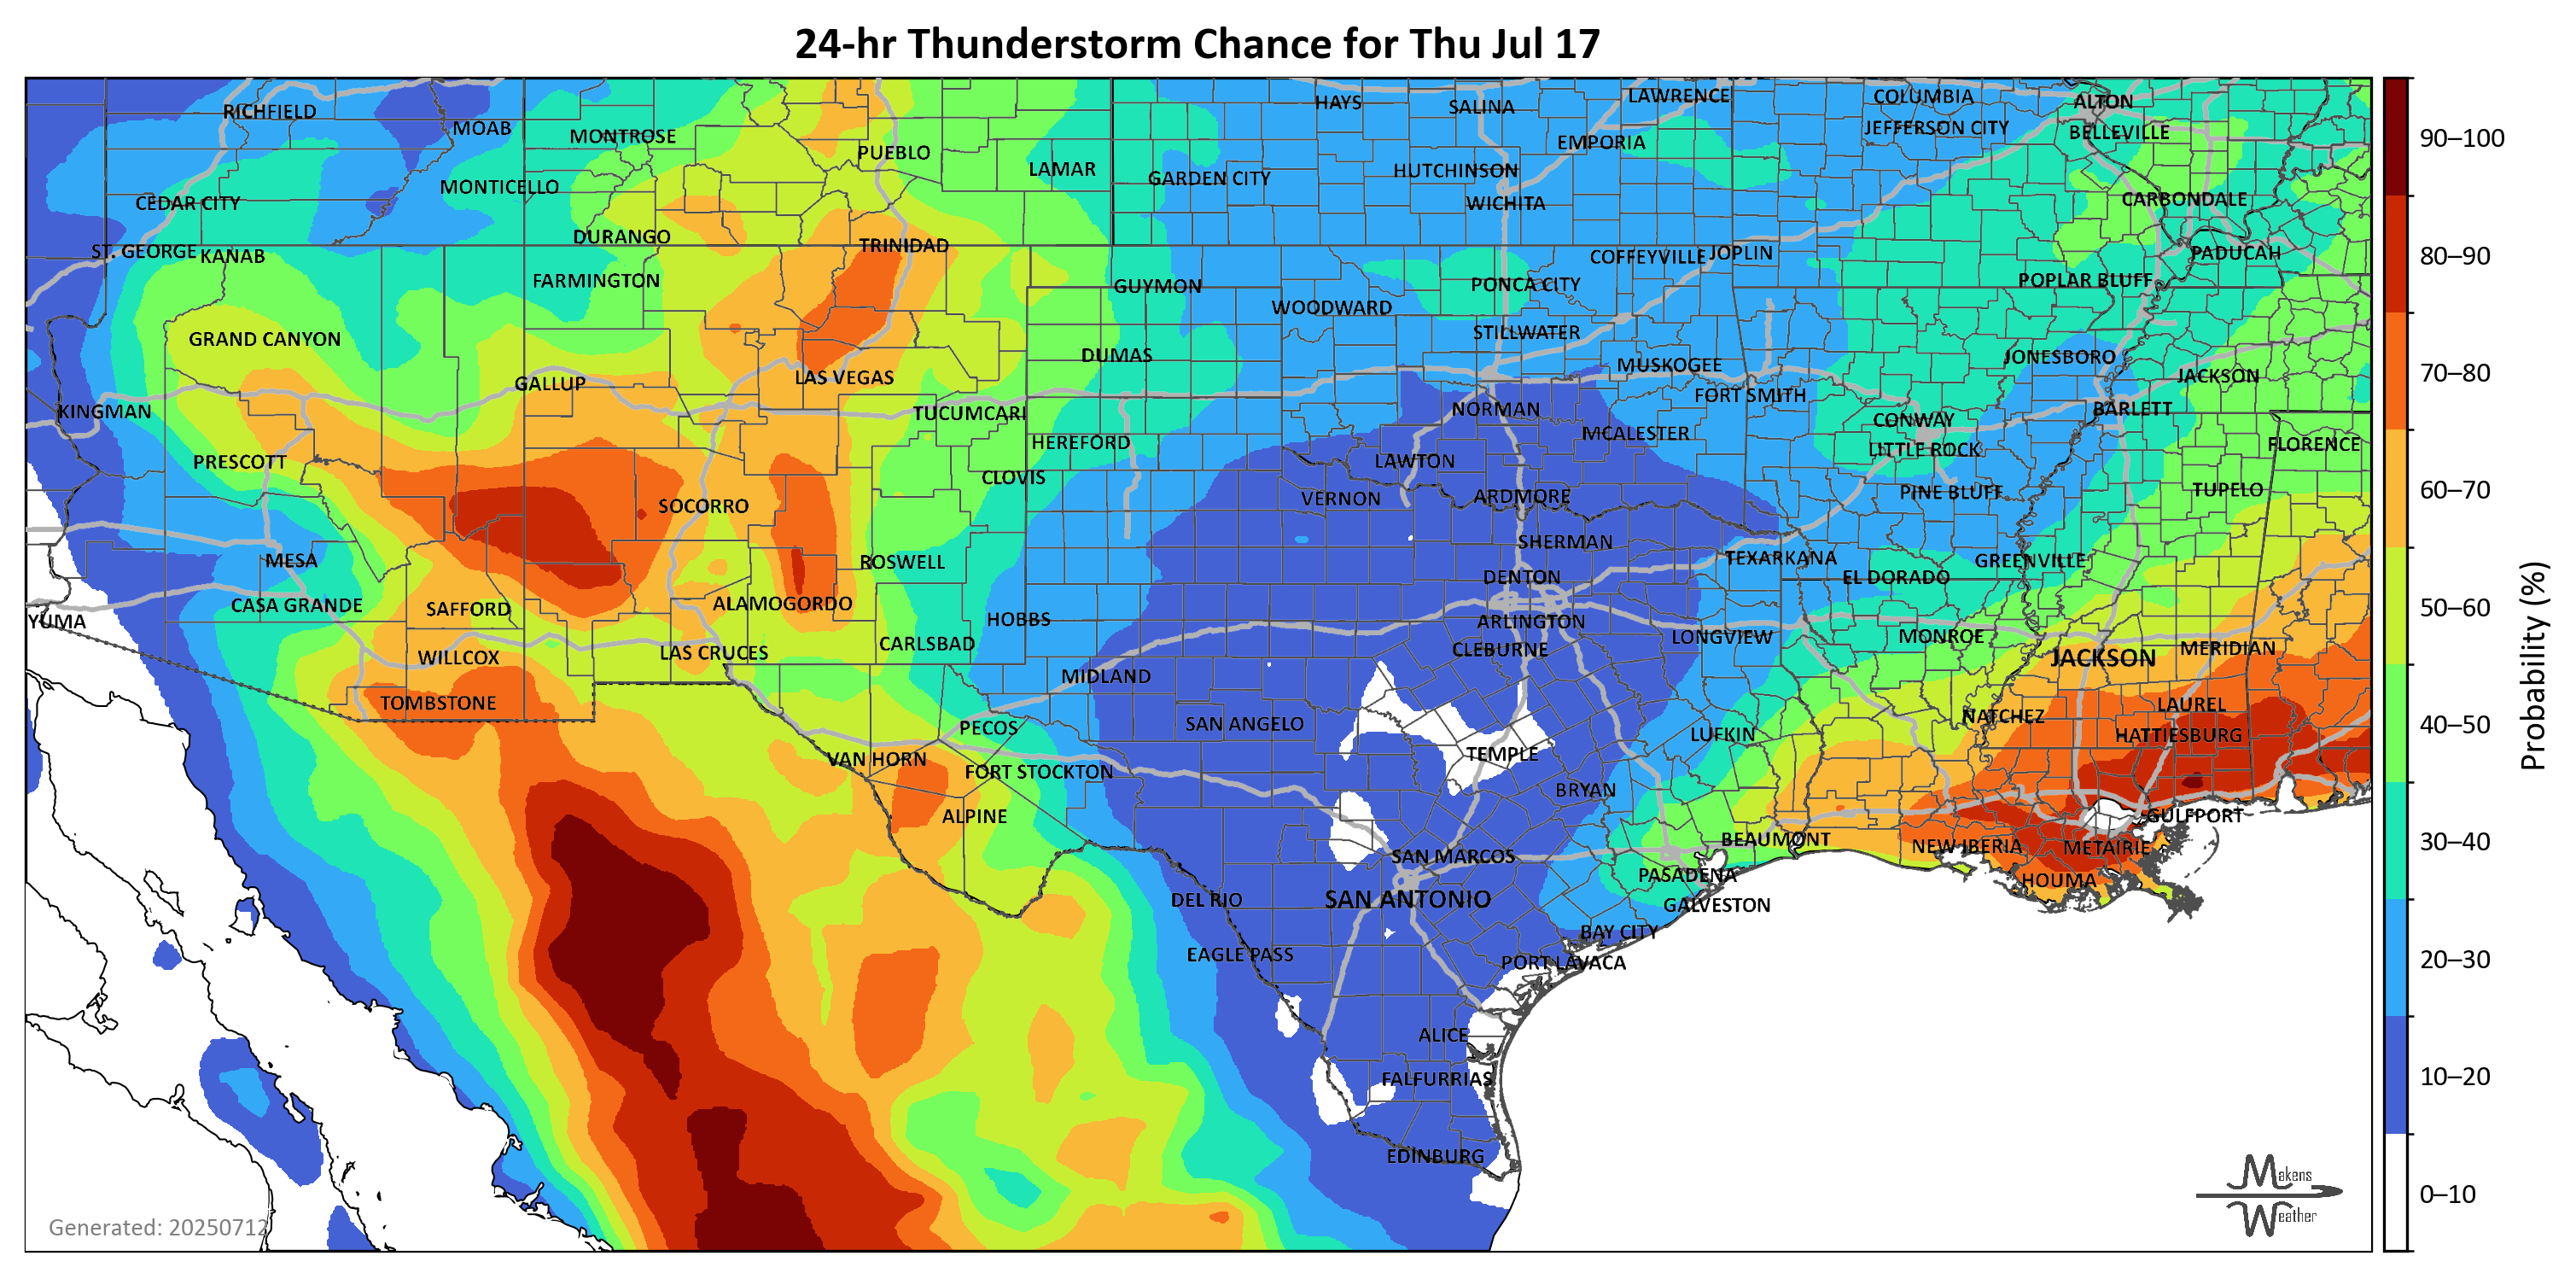 24-hr Thunderstorm Chance for Thu Jul 17
RICHFIELD
MOAB
MONTROSE
PUEBLO
LAMAR
HAYS
SALINA
LAWRENCE
COLUMBIA
ALTON
JEFFERSON CITY
BELLEVILLE
EMPORIA
HUTCHINSON
GARDEN CITY
MONTICELLO
CEDAR CITY
WICHITA
CARBONDALE
DURANGO
TRINIDAD
ST. GEORGE
KANAB
COFFEYVILLE
JOPLIN
PADUCAH
FARMINGTON
GUYMON
PONCA CITY
POPLAR BLUFF
WOODWARD
GRAND CANYON
STILLWATER
DUMAS
JONESBORO
MUSKOGEE
JACKSON
GALLUP
LAS VEGAS
FORT SMITH
KINGMAN
TUCUMCARI
NORMAN
BARLETT
CONWAY
HEREFORD
MCALESTER
LITTLE ROCK
FLORENCE
PRESCOTT
CLOVIS
LAWTON
PINE BLUFF
TUPELO
SOCORRO
VERNON
ARDMORE
MESA
ROSWELL
SHERMAN
TEXARKANA
GREENVILLE
DENTON
EL DORADO
CASA GRANDE
SAFFORD
ALAMOGORDO
YUMA
HOBBS
ARLINGTON
LONGVIEW
MONROE
CARLSBAD
CLEBURNE
WILLCOX
LAS CRUCES
JACKSON
MERIDIAN
MIDLAND
TOMBSTONE
LAUREL
NATCHEZ
PECOS
SAN ANGELO
LUFKIN
HATTIESBURG
VAN HORN
TEMPLE
FORT STOCKTON
BRYAN
ALPINE
GULFPORT
BEAUMONT
NEW IBERIA
METAIRIE
SAN MARCOS
PASADENA
HOUMA
DEL RIO
SAN ANTONIO
GALVESTON
BAY CITY
EAGLE PASS
PORT LAVACA
ALICE
FALFURRIAS
EDINBURG
Generated: 20250712
Makens
Weather
90–100
80–90
70–80
60–70
50–60
40–50
30–40
20–30
10–20
0–10
Probability (%)